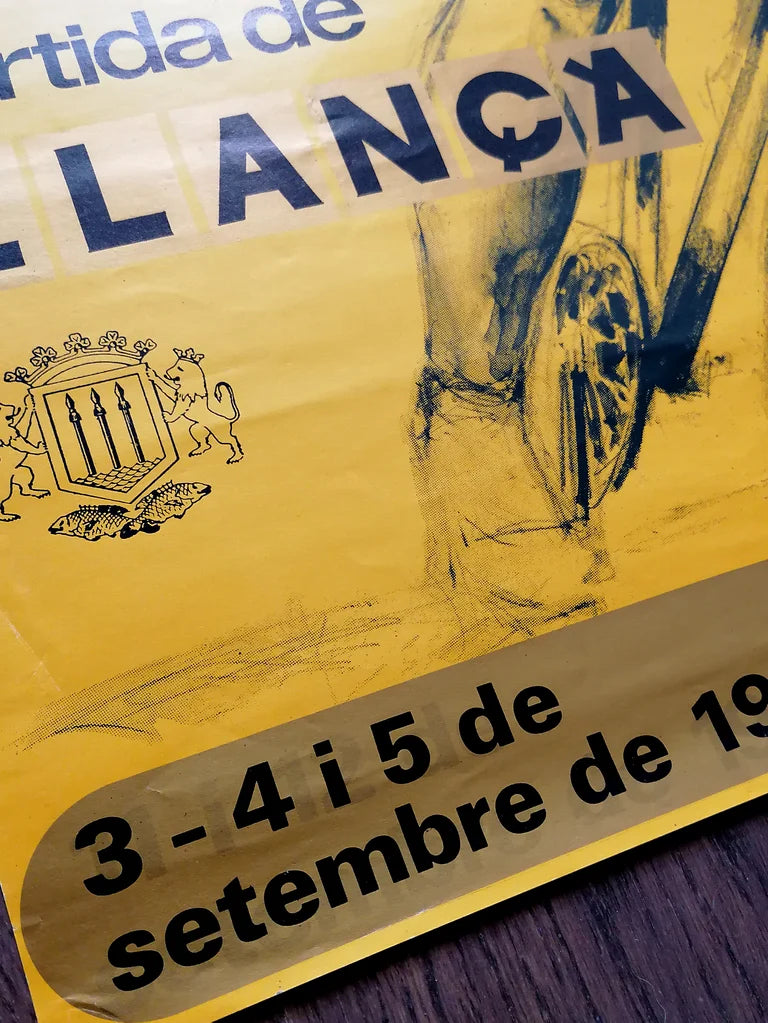 rtida de
LLANÇA
3 - 4 i 5 de
setembre de 19